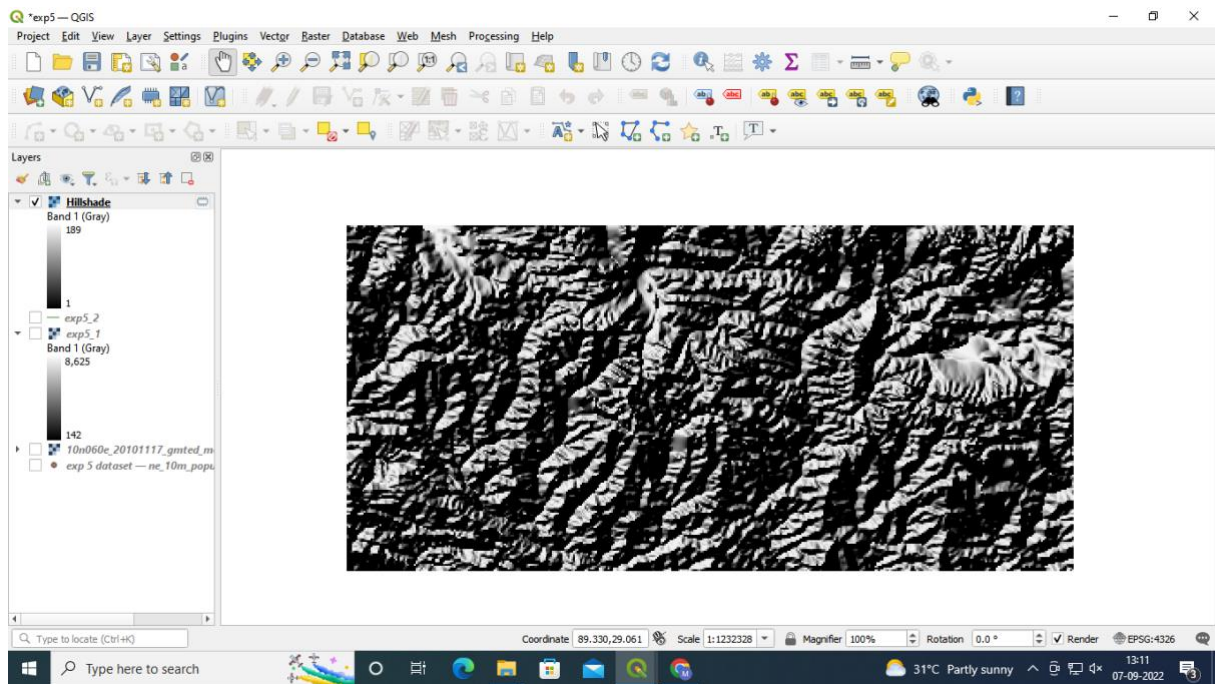 *exp5 — QGIS
Project Edit View Layer Settings Plugins Vector Raster Database Web Mesh Processing Help
Layers
Hillshade
Band 1 (Gray)
189
1
exp5_2
exp5_1
Band 1 (Gray)
8,625
142
10n060e_20101117_gmted_m
exp 5 dataset — ne_10m_popu
Type to locate (Ctrl+K) Coordinate 89.330,29.061 Scale 1:1232328 Magnifier 100% Rotation 0.0 ° Render EPSG:4326
Type here to search 31°C Partly sunny 13:11
07-09-2022